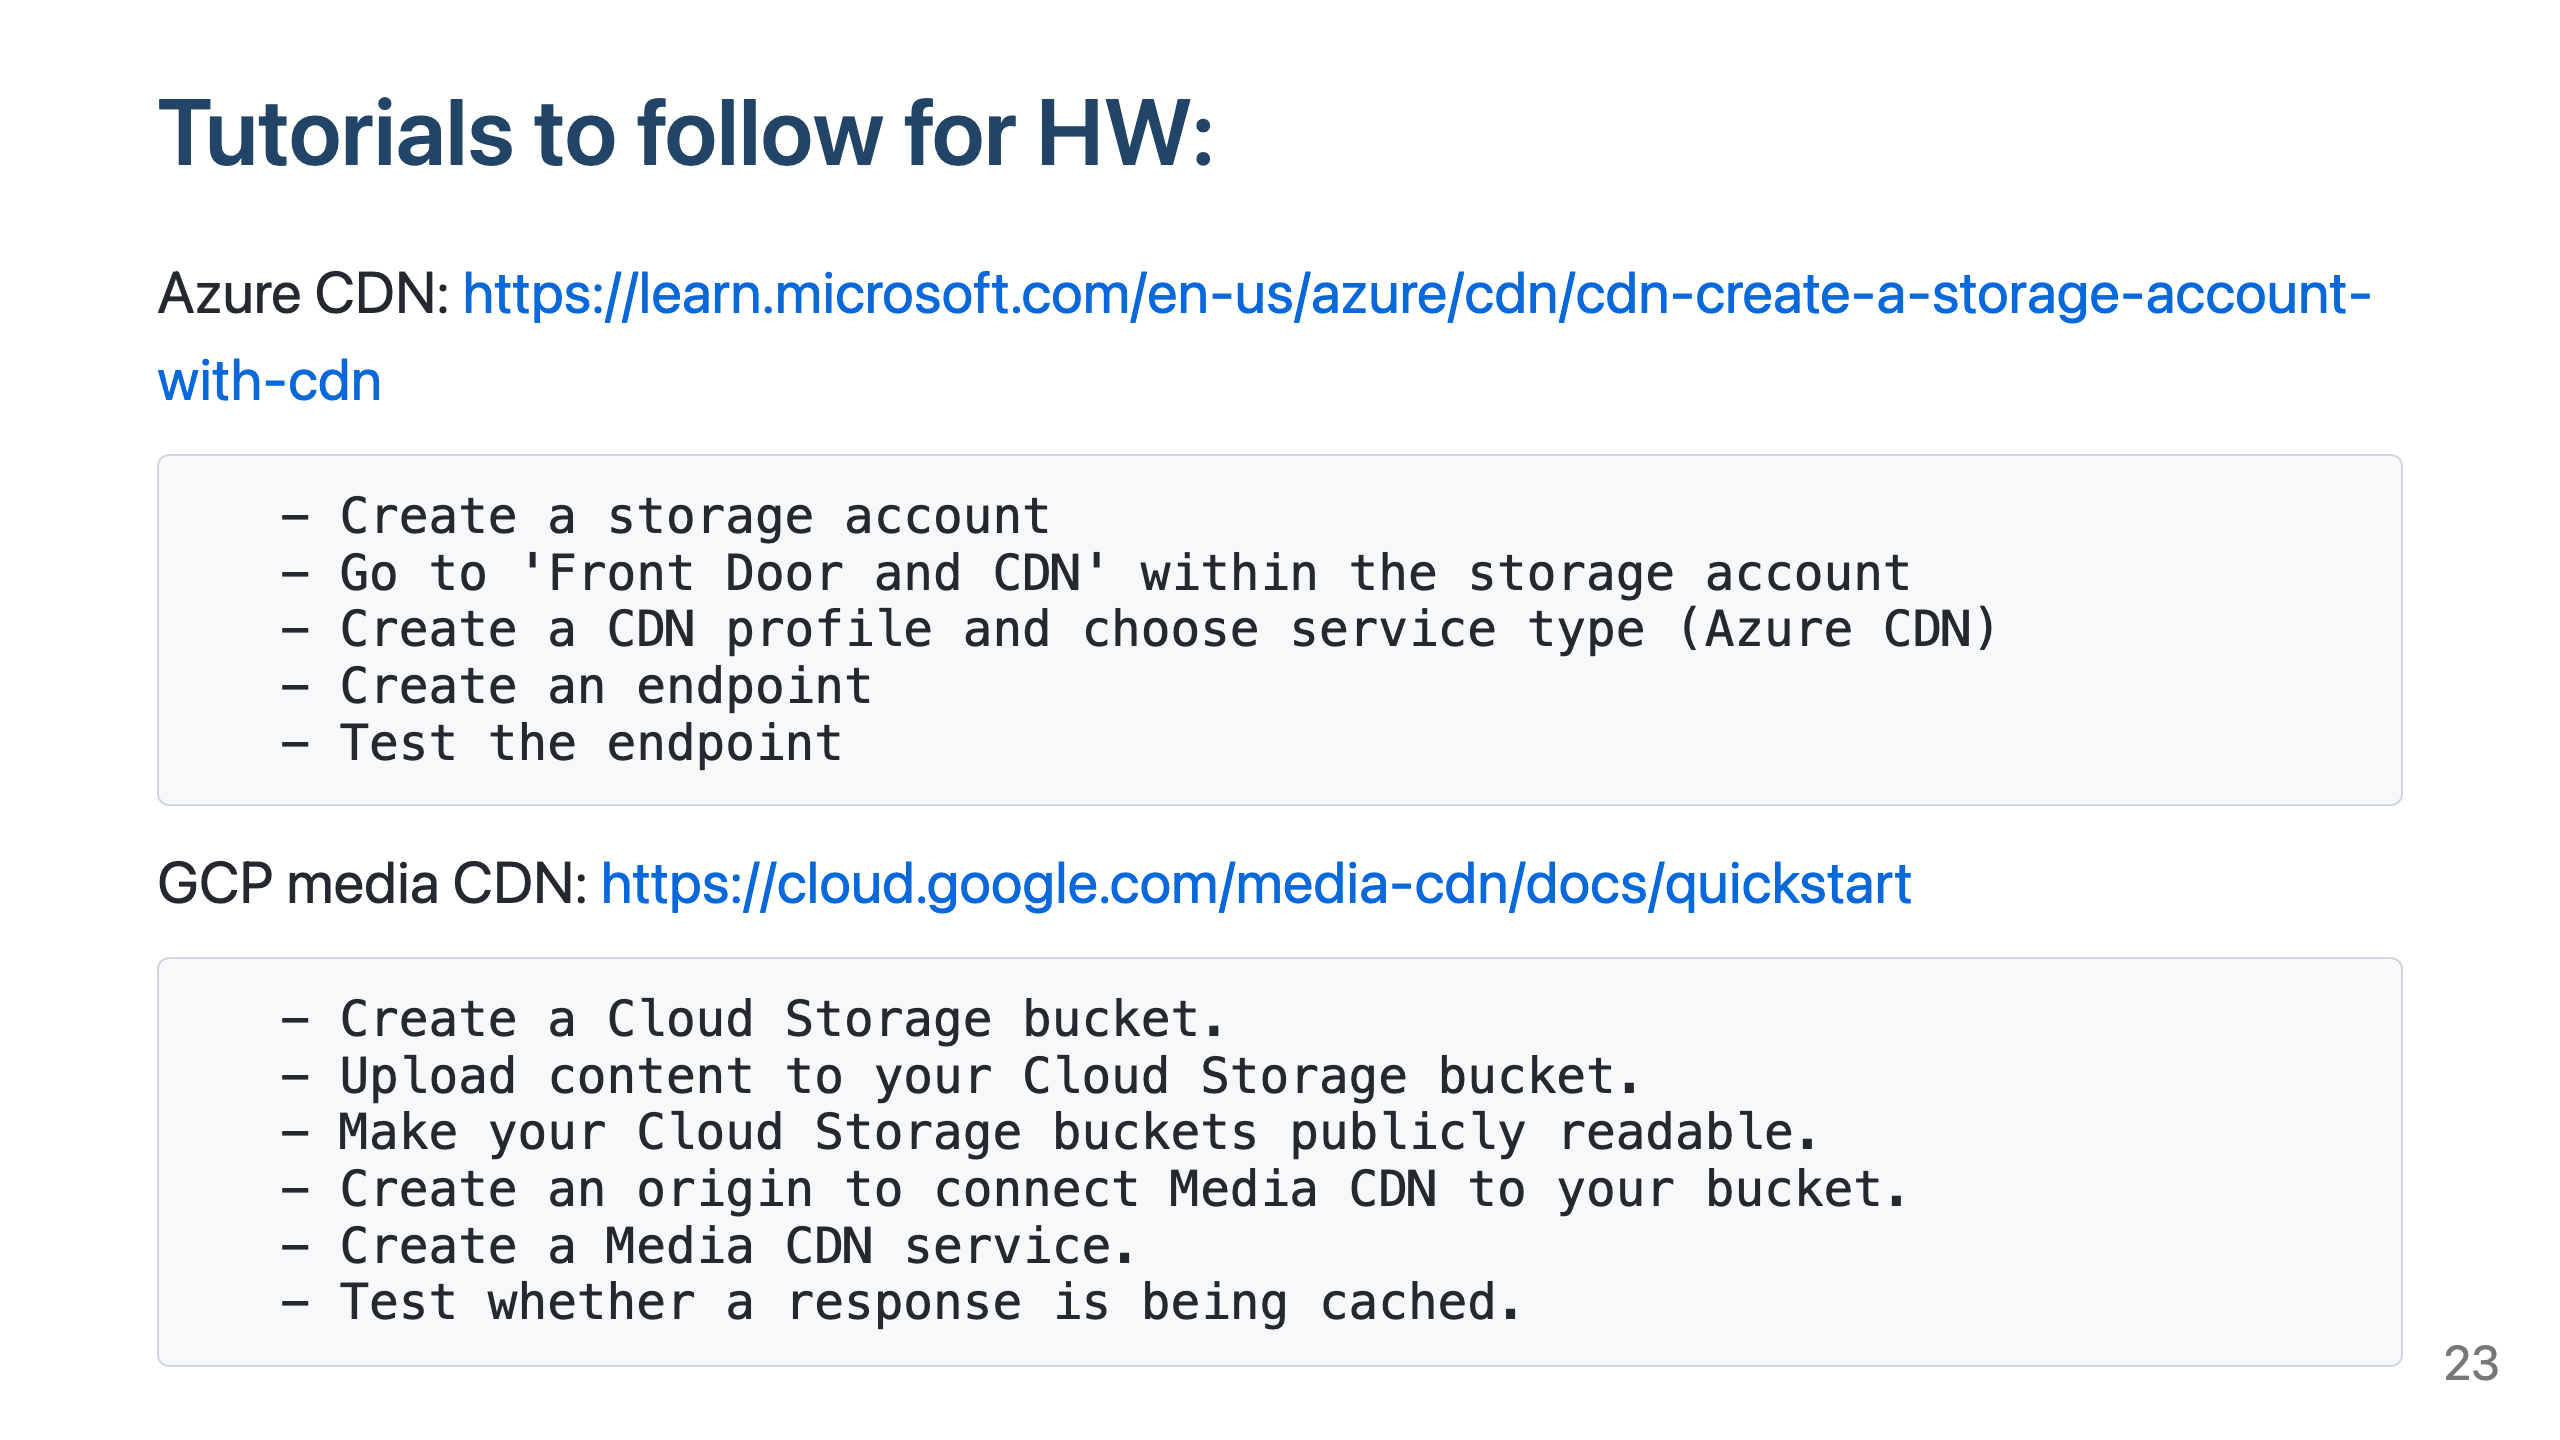 Tutorials to follow for HW:
Azure CDN: https://learn.microsoft.com/en-us/azure/cdn/cdn-create-a-storage-account-
with-cdn
- Create a storage account
- Go to 'Front Door and CDN' within the storage account
- Create a CDN profile and choose service type (Azure CDN)
- Create an endpoint
- Test the endpoint
GCP media CDN: https://cloud.google.com/media-cdn/docs/quickstart
- Create a Cloud Storage bucket.
- Upload content to your Cloud Storage bucket.
- Make your Cloud Storage buckets publicly readable.
- Create an origin to connect Media CDN to your bucket.
- Create a Media CDN service.
- Test whether a response is being cached.
23